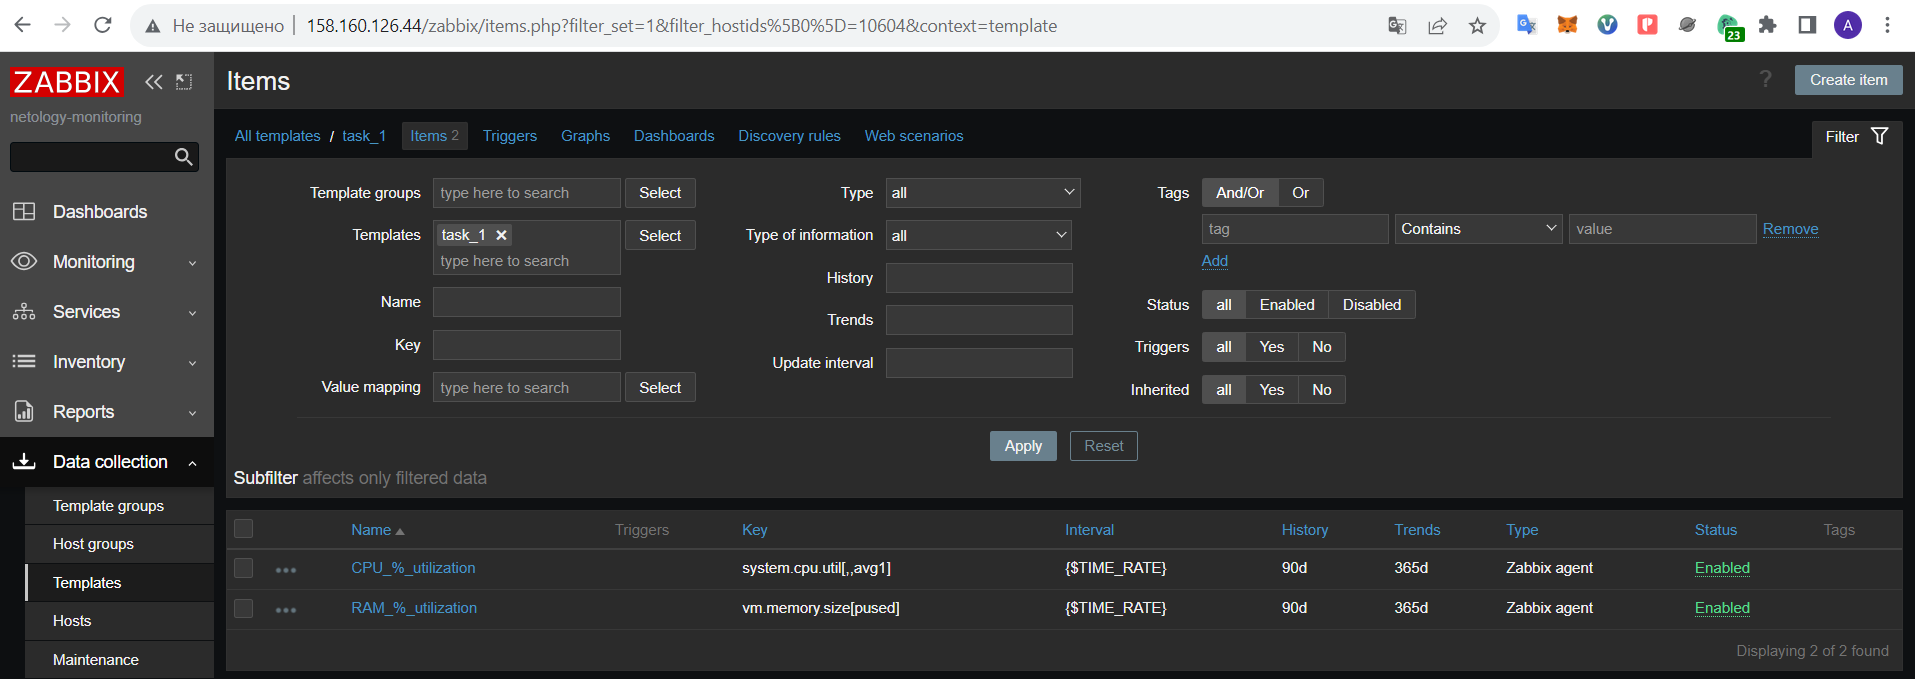 Не защищено 158.160.126.44/zabbix/items.php?filter_set=1&filter_hostids%5B0%5D=10604&context=template
23
A
ZABBIX
netology-monitoring
Dashboards
Monitoring
Services
Inventory
Reports
Data collection
Template groups
Host groups
Templates
Hosts
Maintenance
Items
?
Create item
All templates / task_1 Items 2 Triggers Graphs Dashboards Discovery rules Web scenarios
Filter
Template groups type here to search Select
Templates task_1 Select
type here to search
Name
Key
Value mapping type here to search Select
Type all
Type of information all
History
Trends
Update interval
Tags And/Or Or
tag Contains value Remove
Add
Status all Enabled Disabled
Triggers all Yes No
Inherited all Yes No
Apply Reset
Subfilter affects only filtered data
Name Triggers Key Interval History Trends Type Status Tags
CPU_%_utilization system.cpu.util[,,avg1] {$TIME_RATE} 90d 365d Zabbix agent Enabled
RAM_%_utilization vm.memory.size[pused] {$TIME_RATE} 90d 365d Zabbix agent Enabled
Displaying 2 of 2 found